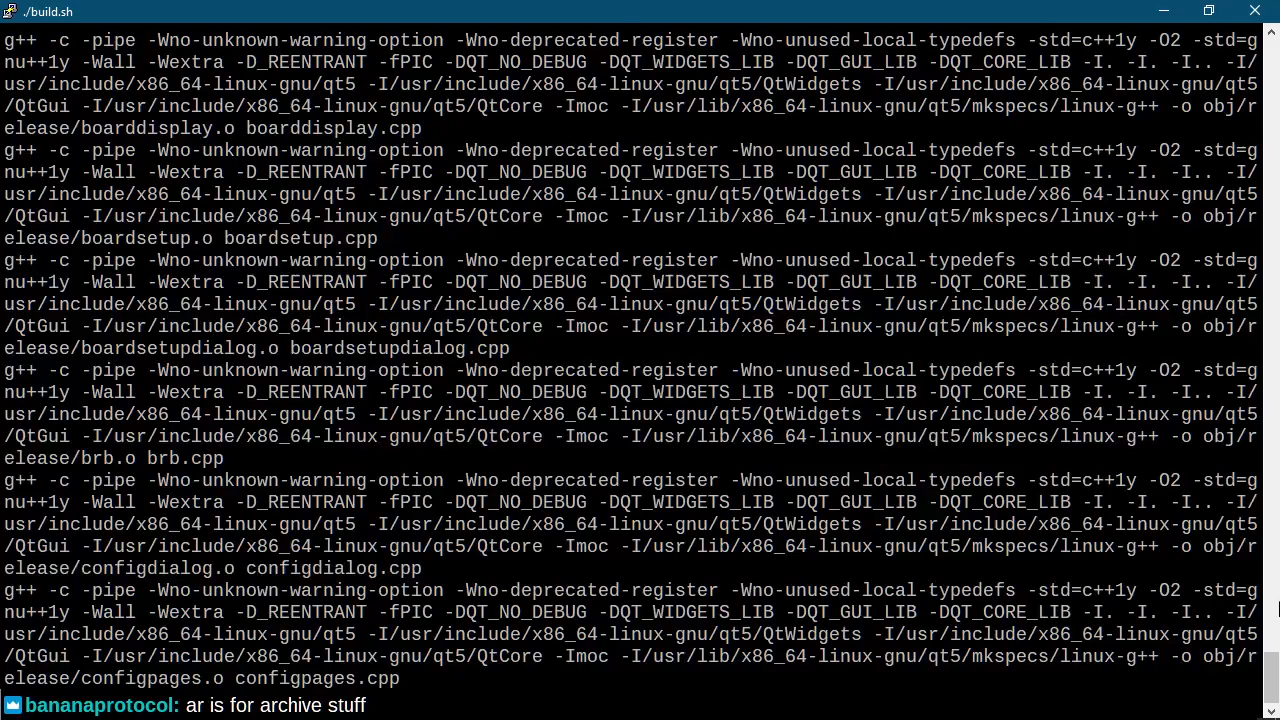 ./build.sh
g++ -c -pipe -Wno-unknown-warning-option -Wno-deprecated-register -Wno-unused-local-typedefs -std=c++1y -O2 -std=g
nu++1y -Wall -Wextra -D_REENTRANT -fPIC -DQT_NO_DEBUG -DQT_WIDGETS_LIB -DQT_GUI_LIB -DQT_CORE_LIB -I. -I. -I.. -I/
usr/include/x86_64-linux-gnu/qt5 -I/usr/include/x86_64-linux-gnu/qt5/QtWidgets -I/usr/include/x86_64-linux-gnu/qt5
/QtGui -I/usr/include/x86_64-linux-gnu/qt5/QtCore -Imoc -I/usr/lib/x86_64-linux-gnu/qt5/mkspecs/linux-g++ -o obj/r
elease/boarddisplay.o boarddisplay.cpp
g++ -c -pipe -Wno-unknown-warning-option -Wno-deprecated-register -Wno-unused-local-typedefs -std=c++1y -O2 -std=g
nu++1y -Wall -Wextra -D_REENTRANT -fPIC -DQT_NO_DEBUG -DQT_WIDGETS_LIB -DQT_GUI_LIB -DQT_CORE_LIB -I. -I. -I.. -I/
usr/include/x86_64-linux-gnu/qt5 -I/usr/include/x86_64-linux-gnu/qt5/QtWidgets -I/usr/include/x86_64-linux-gnu/qt5
/QtGui -I/usr/include/x86_64-linux-gnu/qt5/QtCore -Imoc -I/usr/lib/x86_64-linux-gnu/qt5/mkspecs/linux-g++ -o obj/r
elease/boardsetup.o boardsetup.cpp
g++ -c -pipe -Wno-unknown-warning-option -Wno-deprecated-register -Wno-unused-local-typedefs -std=c++1y -O2 -std=g
nu++1y -Wall -Wextra -D_REENTRANT -fPIC -DQT_NO_DEBUG -DQT_WIDGETS_LIB -DQT_GUI_LIB -DQT_CORE_LIB -I. -I. -I.. -I/
usr/include/x86_64-linux-gnu/qt5 -I/usr/include/x86_64-linux-gnu/qt5/QtWidgets -I/usr/include/x86_64-linux-gnu/qt5
/QtGui -I/usr/include/x86_64-linux-gnu/qt5/QtCore -Imoc -I/usr/lib/x86_64-linux-gnu/qt5/mkspecs/linux-g++ -o obj/r
elease/boardsetupdialog.o boardsetupdialog.cpp
g++ -c -pipe -Wno-unknown-warning-option -Wno-deprecated-register -Wno-unused-local-typedefs -std=c++1y -O2 -std=g
nu++1y -Wall -Wextra -D_REENTRANT -fPIC -DQT_NO_DEBUG -DQT_WIDGETS_LIB -DQT_GUI_LIB -DQT_CORE_LIB -I. -I. -I.. -I/
usr/include/x86_64-linux-gnu/qt5 -I/usr/include/x86_64-linux-gnu/qt5/QtWidgets -I/usr/include/x86_64-linux-gnu/qt5
/QtGui -I/usr/include/x86_64-linux-gnu/qt5/QtCore -Imoc -I/usr/lib/x86_64-linux-gnu/qt5/mkspecs/linux-g++ -o obj/r
elease/brb.o brb.cpp
g++ -c -pipe -Wno-unknown-warning-option -Wno-deprecated-register -Wno-unused-local-typedefs -std=c++1y -O2 -std=g
nu++1y -Wall -Wextra -D_REENTRANT -fPIC -DQT_NO_DEBUG -DQT_WIDGETS_LIB -DQT_GUI_LIB -DQT_CORE_LIB -I. -I. -I.. -I/
usr/include/x86_64-linux-gnu/qt5 -I/usr/include/x86_64-linux-gnu/qt5/QtWidgets -I/usr/include/x86_64-linux-gnu/qt5
/QtGui -I/usr/include/x86_64-linux-gnu/qt5/QtCore -Imoc -I/usr/lib/x86_64-linux-gnu/qt5/mkspecs/linux-g++ -o obj/r
elease/configdialog.o configdialog.cpp
g++ -c -pipe -Wno-unknown-warning-option -Wno-deprecated-register -Wno-unused-local-typedefs -std=c++1y -O2 -std=g
nu++1y -Wall -Wextra -D_REENTRANT -fPIC -DQT_NO_DEBUG -DQT_WIDGETS_LIB -DQT_GUI_LIB -DQT_CORE_LIB -I. -I. -I.. -I/
usr/include/x86_64-linux-gnu/qt5 -I/usr/include/x86_64-linux-gnu/qt5/QtWidgets -I/usr/include/x86_64-linux-gnu/qt5
/QtGui -I/usr/include/x86_64-linux-gnu/qt5/QtCore -Imoc -I/usr/lib/x86_64-linux-gnu/qt5/mkspecs/linux-g++ -o obj/r
elease/configpages.o configpages.cpp
bananaprotocol: ar is for archive stuff